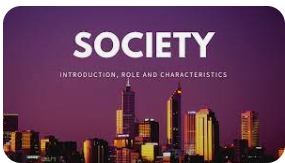 SOCIETY
INTRODUCTION, ROLE AND CHARACTERISTICS